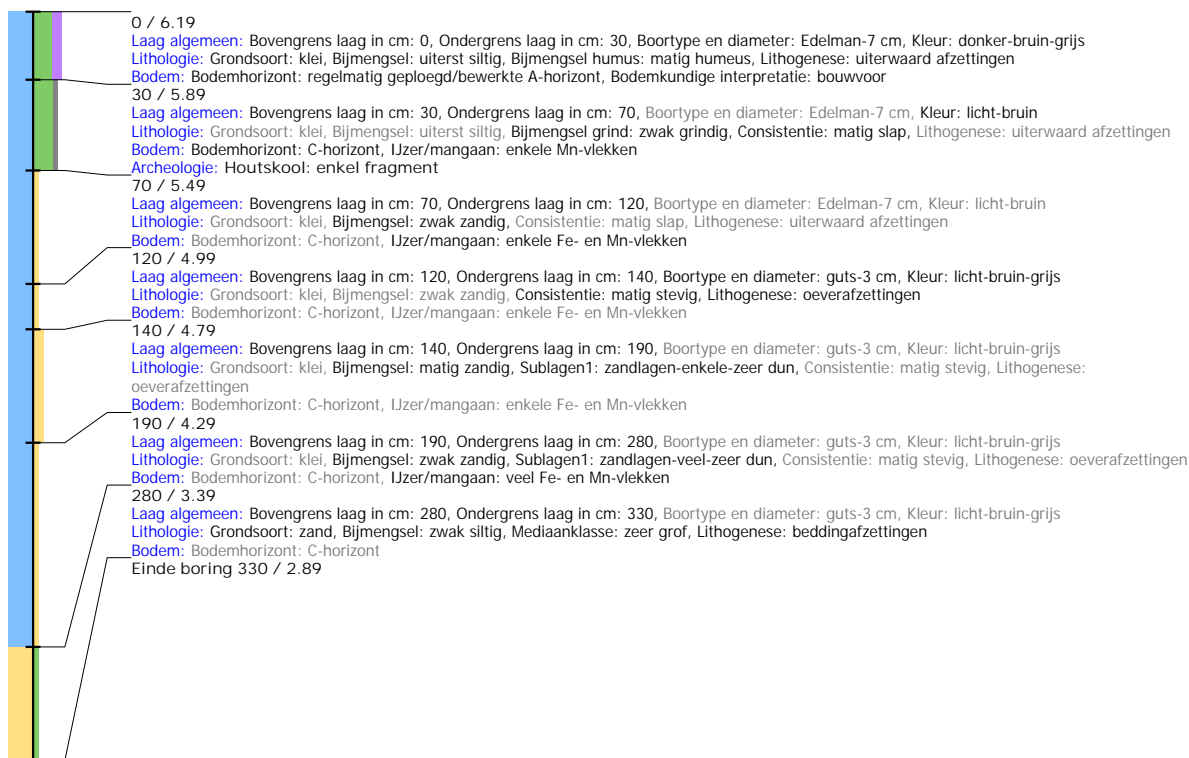 0 / 6.19
Laag algemeen: Bovengrens laag in cm: 0, Ondergrens laag in cm: 30, Boortype en diameter: Edelman-7 cm, Kleur: donker-bruin-grijs
Lithologie: Grondsoort: klei, Bijmengsel: uiterst siltig, Bijmengsel humus: matig humeus, Lithogenese: uiterwaard afzettingen
Bodem: Bodemhorizont: regelmatig geploegd/bewerkte A-horizont, Bodemkundige interpretatie: bouwvoor
30 / 5.89
Laag algemeen: Bovengrens laag in cm: 30, Ondergrens laag in cm: 70, Boortype en diameter: Edelman-7 cm, Kleur: licht-bruin
Lithologie: Grondsoort: klei, Bijmengsel: uiterst siltig, Bijmengsel grind: zwak grindig, Consistentie: matig slap, Lithogenese: uiterwaard afzettingen
Bodem: Bodemhorizont: C-horizont, IJzer/mangaan: enkele Mn-vlekken
Archeologie: Houtskool: enkel fragment
70 / 5.49
Laag algemeen: Bovengrens laag in cm: 70, Ondergrens laag in cm: 120, Boortype en diameter: Edelman-7 cm, Kleur: licht-bruin
Lithologie: Grondsoort: klei, Bijmengsel: zwak zandig, Consistentie: matig slap, Lithogenese: uiterwaard afzettingen
Bodem: Bodemhorizont: C-horizont, IJzer/mangaan: enkele Fe- en Mn-vlekken
120 / 4.99
Laag algemeen: Bovengrens laag in cm: 120, Ondergrens laag in cm: 140, Boortype en diameter: guts-3 cm, Kleur: licht-bruin-grijs
Lithologie: Grondsoort: klei, Bijmengsel: zwak zandig, Consistentie: matig stevig, Lithogenese: oeverafzettingen
Bodem: Bodemhorizont: C-horizont, IJzer/mangaan: enkele Fe- en Mn-vlekken
140 / 4.79
Laag algemeen: Bovengrens laag in cm: 140, Ondergrens laag in cm: 190, Boortype en diameter: guts-3 cm, Kleur: licht-bruin-grijs
Lithologie: Grondsoort: klei, Bijmengsel: matig zandig, Sublagen1: zandlagen-enkele-zeer dun, Consistentie: matig stevig, Lithogenese:
oeverafzettingen
Bodem: Bodemhorizont: C-horizont, IJzer/mangaan: enkele Fe- en Mn-vlekken
190 / 4.29
Laag algemeen: Bovengrens laag in cm: 190, Ondergrens laag in cm: 280, Boortype en diameter: guts-3 cm, Kleur: licht-bruin-grijs
Lithologie: Grondsoort: klei, Bijmengsel: zwak zandig, Sublagen1: zandlagen-veel-zeer dun, Consistentie: matig stevig, Lithogenese: oeverafzettingen
Bodem: Bodemhorizont: C-horizont, IJzer/mangaan: veel Fe- en Mn-vlekken
280 / 3.39
Laag algemeen: Bovengrens laag in cm: 280, Ondergrens laag in cm: 330, Boortype en diameter: guts-3 cm, Kleur: licht-bruin-grijs
Lithologie: Grondsoort: zand, Bijmengsel: zwak siltig, Mediaanklasse: zeer grof, Lithogenese: beddingafzettingen
Bodem: Bodemhorizont: C-horizont
Einde boring 330 / 2.89